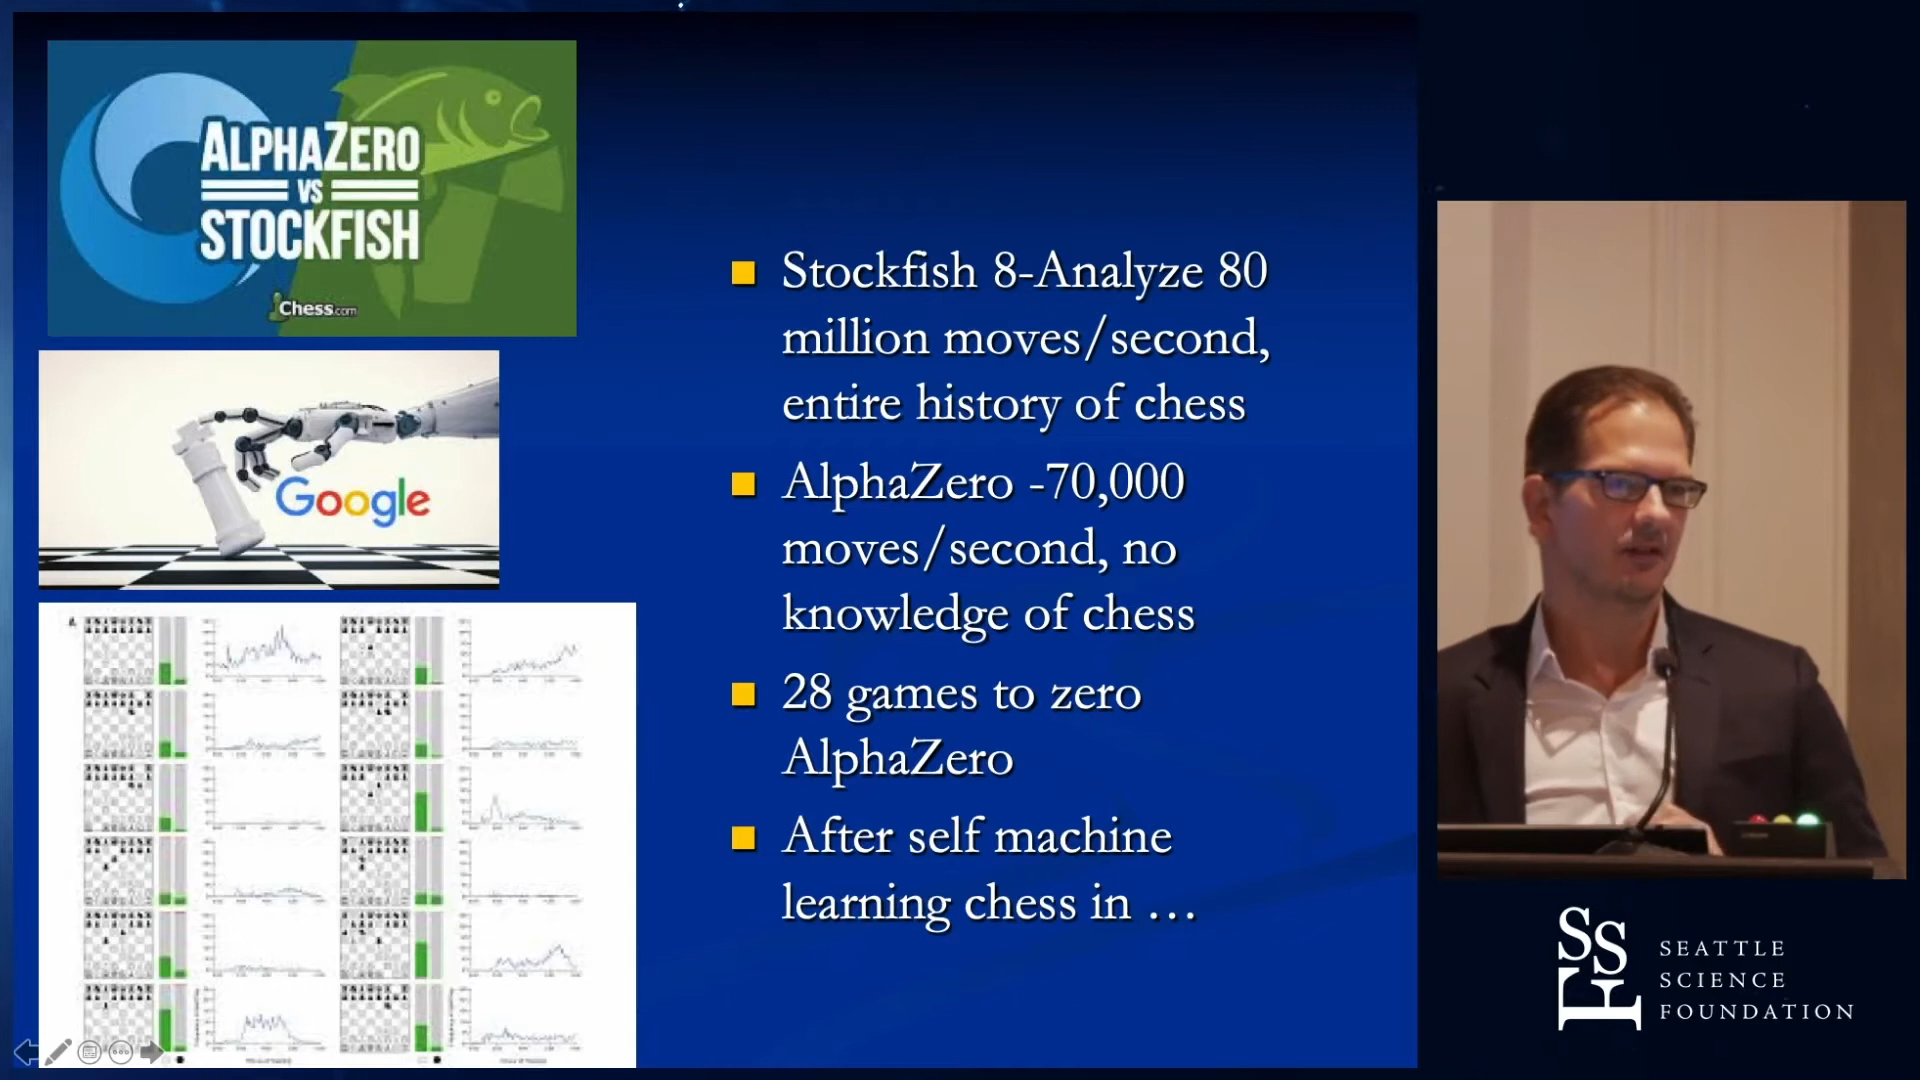 ALPHAZERO
VS
STOCKFISH
Chess.com
Google
Stockfish 8-Analyze 80
million moves/second,
entire history of chess
AlphaZero -70,000
moves/second, no
knowledge of chess
28 games to zero
AlphaZero
After self machine
learning chess in …
SSF
SEATTLE
SCIENCE
FOUNDATION